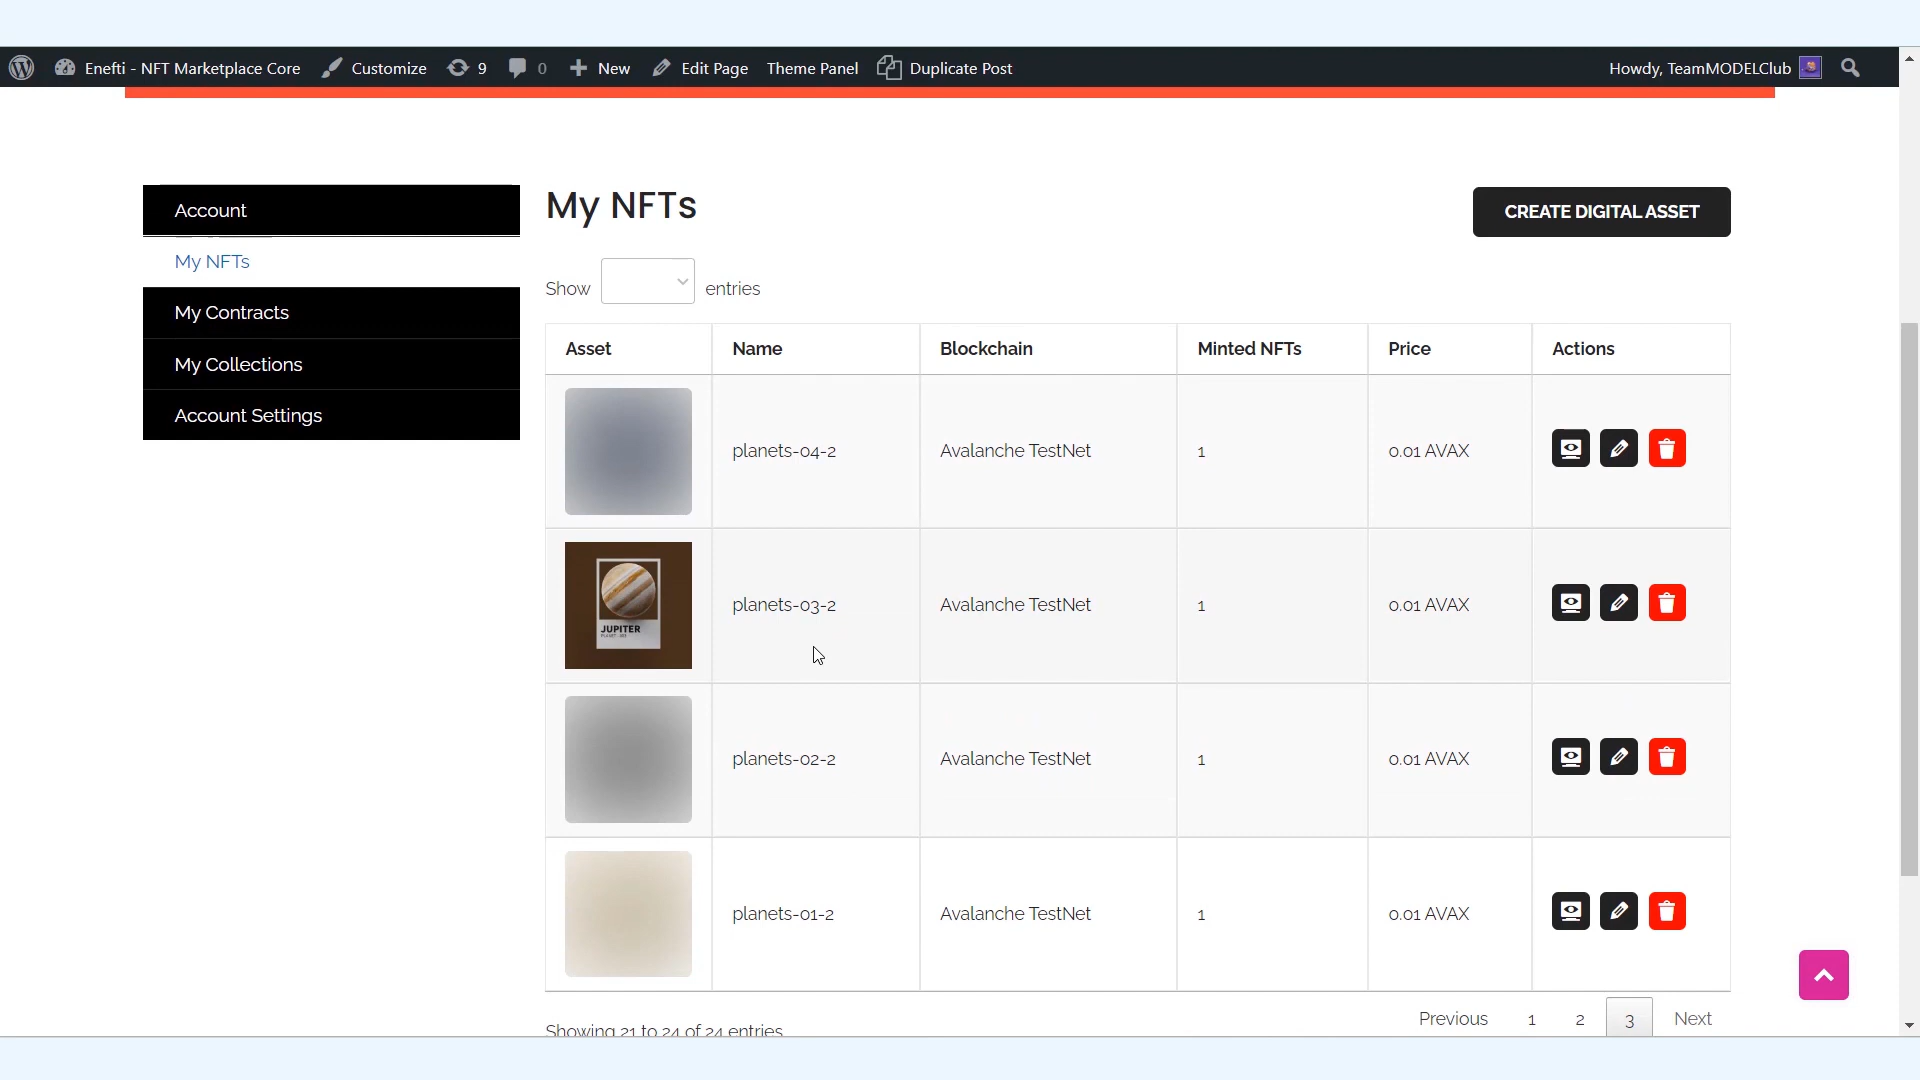 Enefti - NFT Marketplace Core Customize 9 0 New Edit Page Theme Panel Duplicate Post Howdy, TeamMODELClub
Account
My NFTs
My Contracts
My Collections
Account Settings
My NFTs
CREATE DIGITAL ASSET
Show entries
Asset Name Blockchain Minted NFTs Price Actions
planets-04-2 Avalanche TestNet 1 0.01 AVAX
JUPITER
planets-03-2 Avalanche TestNet 1 0.01 AVAX
planets-02-2 Avalanche TestNet 1 0.01 AVAX
planets-01-2 Avalanche TestNet 1 0.01 AVAX
Showing 21 to 24 of 24 entries
Previous 1 2 3 Next